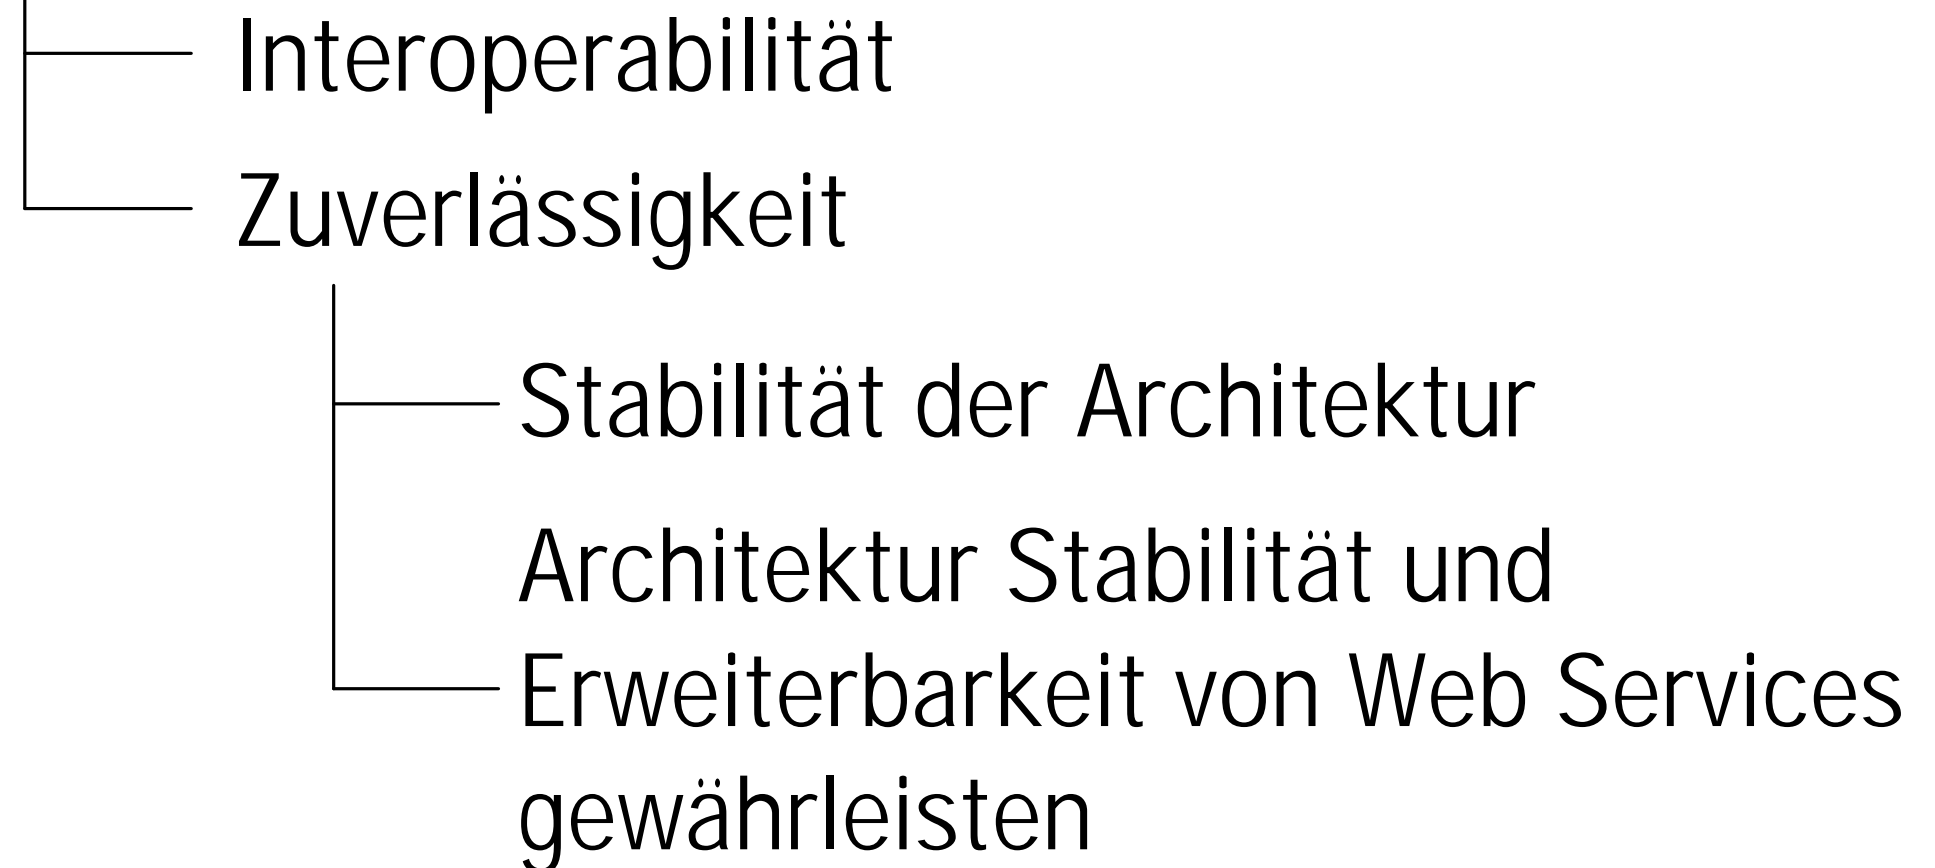 Interoperabilität
Zuverlässigkeit
Stabilität der Architektur
Architektur Stabilität und
Erweiterbarkeit von Web Services
gewährleisten